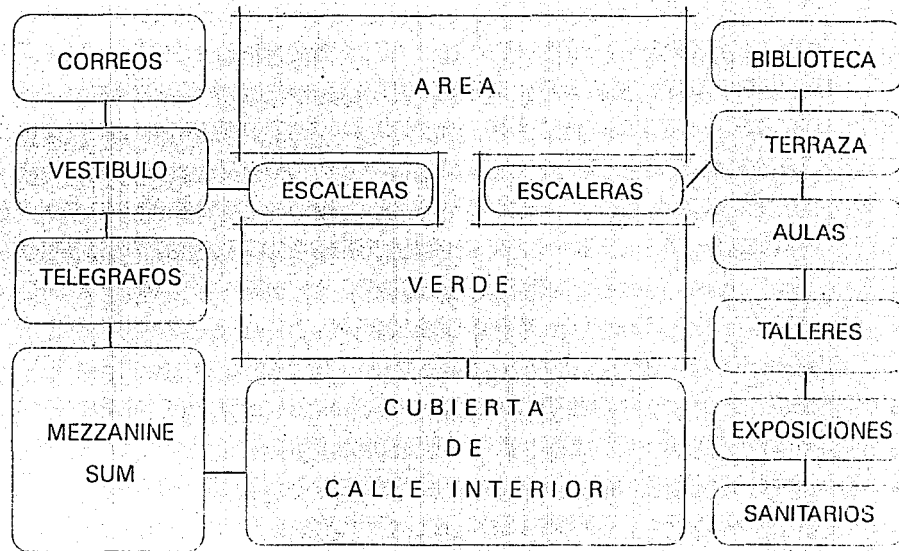 CORREOS
VESTIBULO
TELEGRAFOS
MEZZANINE
SUM
AREA
ESCALERAS
ESCALERAS
VERDE
CUBIERTA
DE
CALLE INTERIOR
BIBLIOTECA
TERRAZA
AULAS
TALLERES
EXPOSICIONES
SANITARIOS